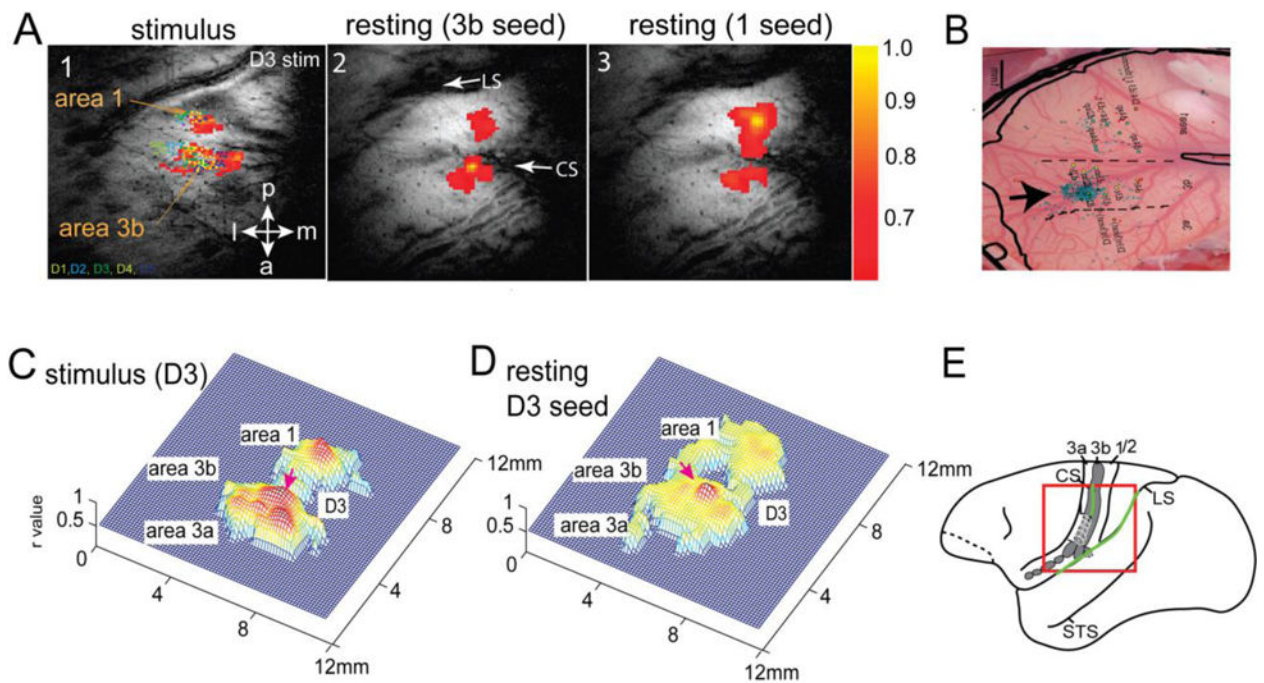 A
stimulus
resting (3b seed)
resting (1 seed)
B
1
D3 stim
area 1
area 3b
p
l
m
a
D1, D2, D3, D4, D5
2
LS
CS
3
1.0
0.9
0.8
0.7
C
stimulus (D3)
area 1
area 3b
area 3a
D3
r value
1
0.5
0
4
8
12mm
4
8
12mm
D
resting
D3 seed
area 1
area 3b
area 3a
D3
1
0.5
0
4
8
12mm
4
8
12mm
E
3a 3b 1/2
CS
LS
STS